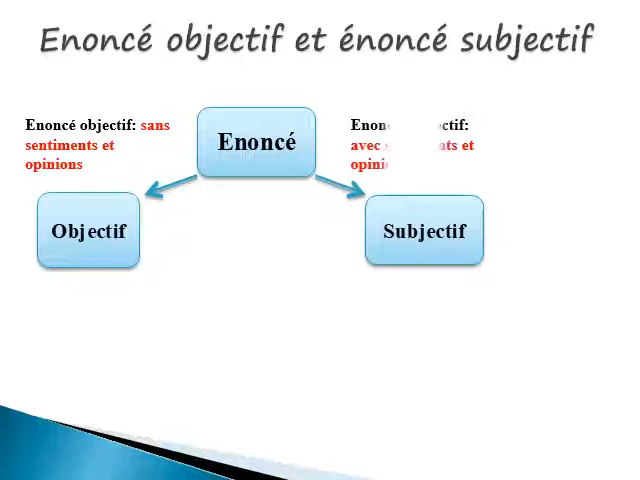 Enoncé objectif et énoncé subjectif
Enoncé objectif: sans
sentiments et
opinions
Enoncé
avec
et
Objectif
Subjectif